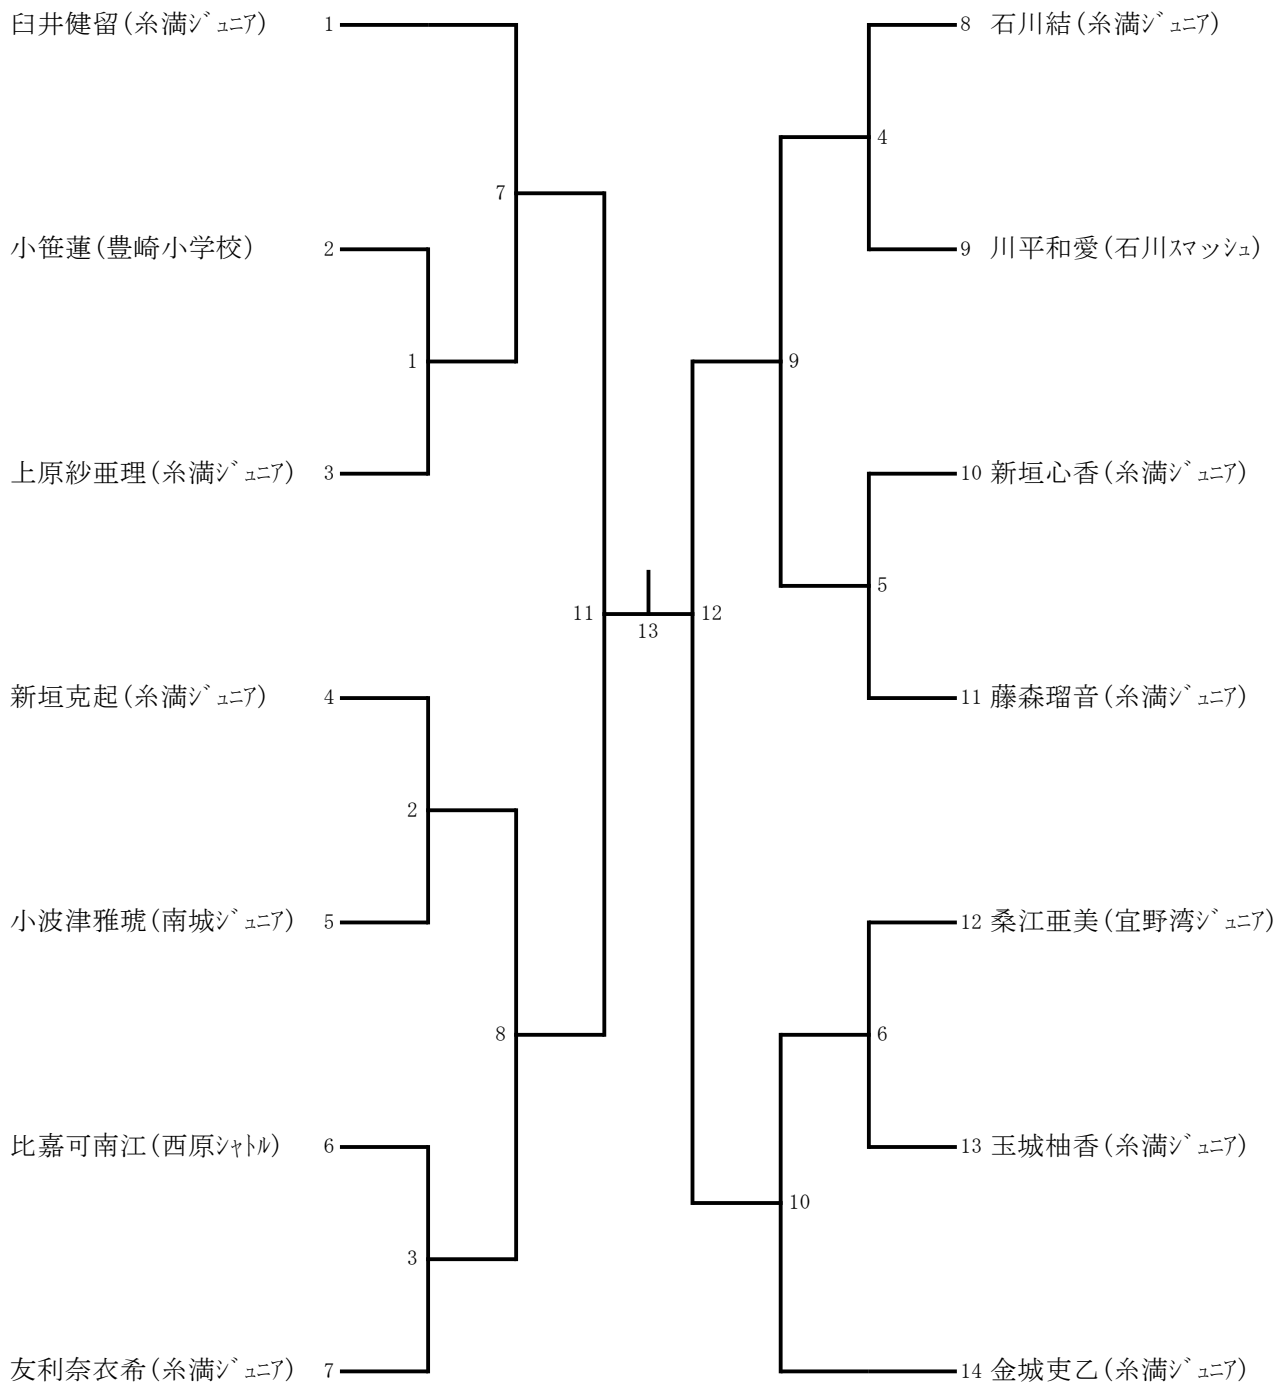 臼井健留(糸満ｼﾞｭﾆｱ) 1
8 石川結(糸満ｼﾞｭﾆｱ)
4
7
小笹蓮(豊崎小学校) 2
9 川平和愛(石川ｽﾏｯｼｭ)
1
9
上原紗亜理(糸満ｼﾞｭﾆｱ) 3
10 新垣心香(糸満ｼﾞｭﾆｱ)
5
11
12
13
新垣克起(糸満ｼﾞｭﾆｱ) 4
11 藤森瑠音(糸満ｼﾞｭﾆｱ)
2
小波津雅琥(南城ｼﾞｭﾆｱ) 5
12 桑江亜美(宜野湾ｼﾞｭﾆｱ)
8
6
比嘉可南江(西原ｼｬﾄﾙ) 6
13 玉城柚香(糸満ｼﾞｭﾆｱ)
10
3
友利奈衣希(糸満ｼﾞｭﾆｱ) 7
14 金城吏乙(糸満ｼﾞｭﾆｱ)